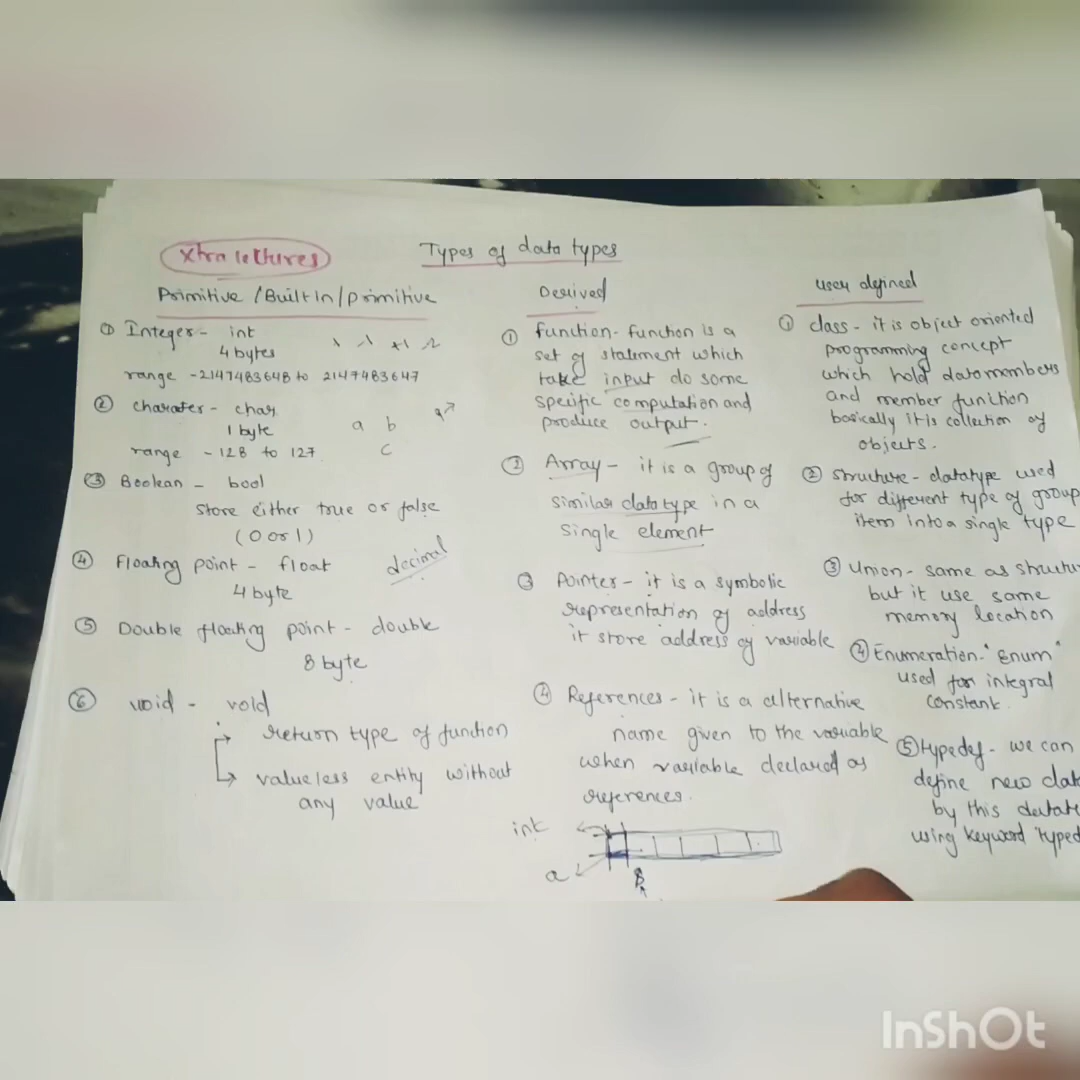 Xtra lectures
Types of data types
Primitive / Built In / primitive
① Integer - int
4 bytes
range -2147483648 to 2147483647
② character - char
1 byte
a b
c
range -128 to 127
③ Boolean - bool
store either true or false
(0 or 1)
④ Floating point - float
decimal
4 byte
⑤ Double floating point - double
8 byte
⑥ void - void
return type of function
valueless entity without
any value
Derived
① function - function is a
set of statement which
take input do some
specific computation and
produce output.
② Array - it is a group of
similar data type in a
single element
③ Pointer - it is a symbolic
representation of address
it store address of variable
④ References - it is a alternative
name given to the variable
when variable declared as
references.
int
a
user defined
① class - it is object oriented
programming concept
which hold datamembers
and member function
basically it is collection of
objects.
② structure - datatype used
for different type of group
item into a single type
③ Union - same as structu
but it use same
memory location
④ Enumeration - "Enum"
used for integral
constant.
⑤ typedef - we can
define new dat
by this
using keyword typed